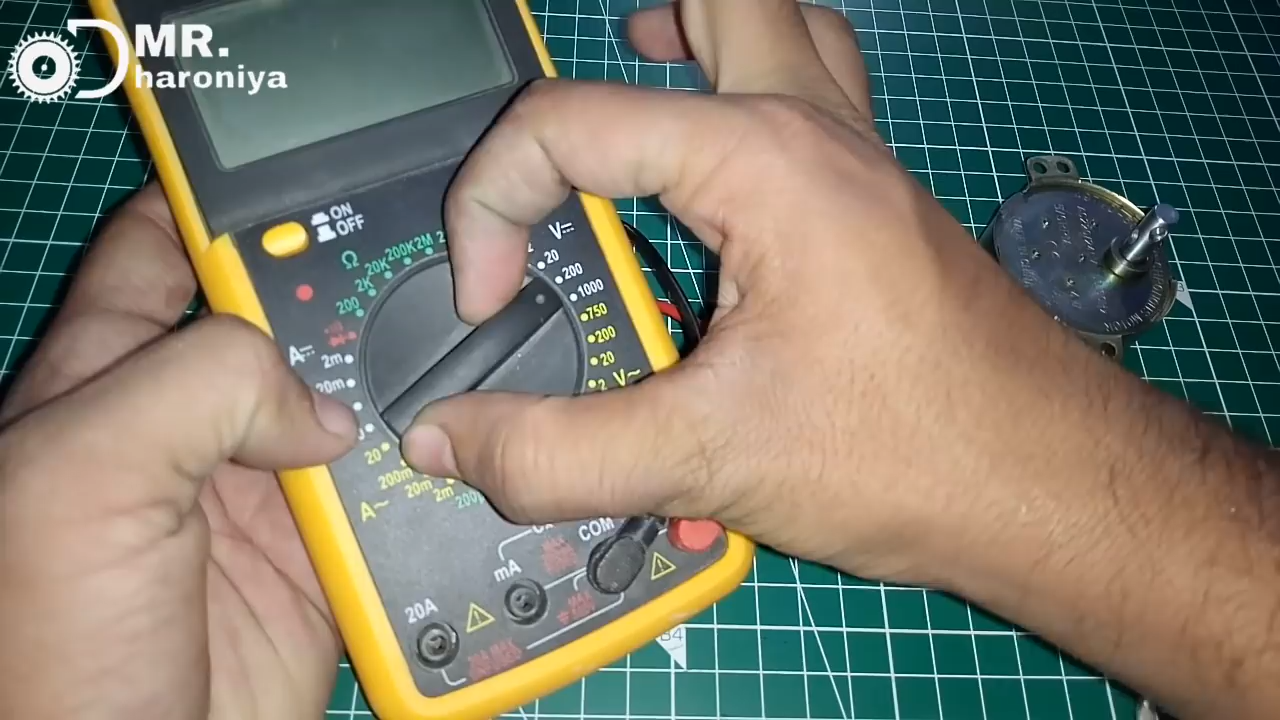 MR.
Dharoniya
ON
OFF
Ω
200
2K
20K
200K
2M
V⎓
20
200
1000
750
200
20
2
V~
A⎓
2m
20m
20
200m
20m
2m
A~
COM
mA
20A